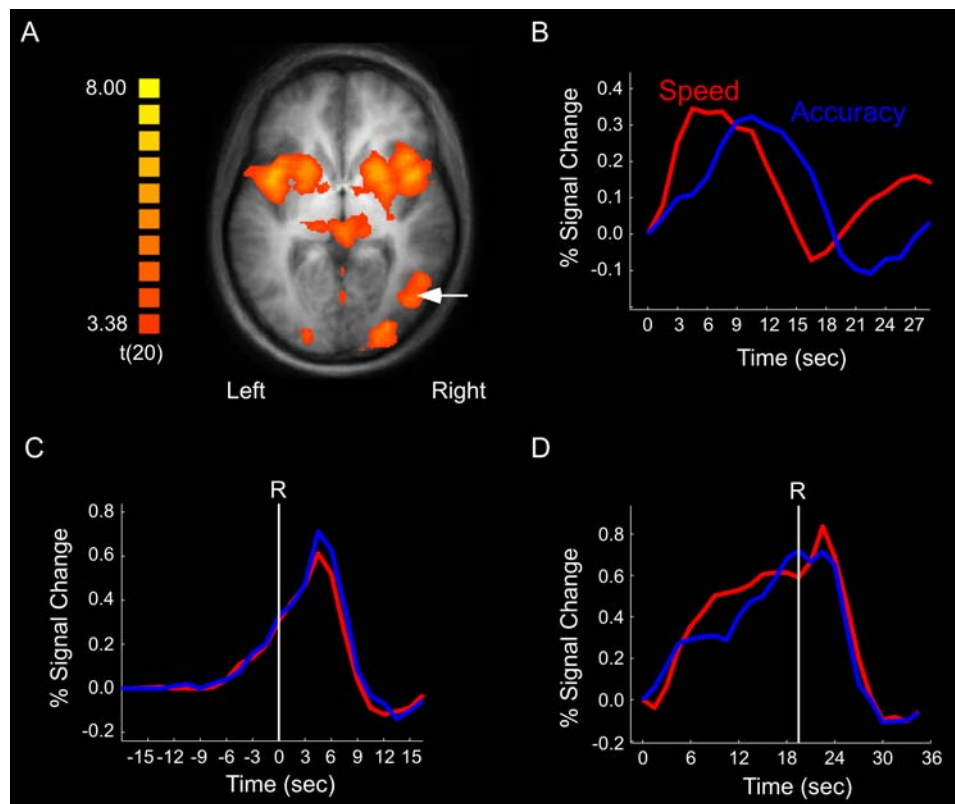 A
8.00
3.38
t(20)
Left
Right
B
Speed
Accuracy
% Signal Change
0.4
0.3
0.2
0.1
0.0
-0.1
0 3 6 9 12 15 18 21 24 27
Time (sec)
C
R
% Signal Change
0.8
0.6
0.4
0.2
0.0
-0.2
-15 -12 -9 -6 -3 0 3 6 9 12 15
Time (sec)
D
R
% Signal Change
0.8
0.6
0.4
0.2
0.0
-0.2
0 6 12 18 24 30 36
Time (sec)